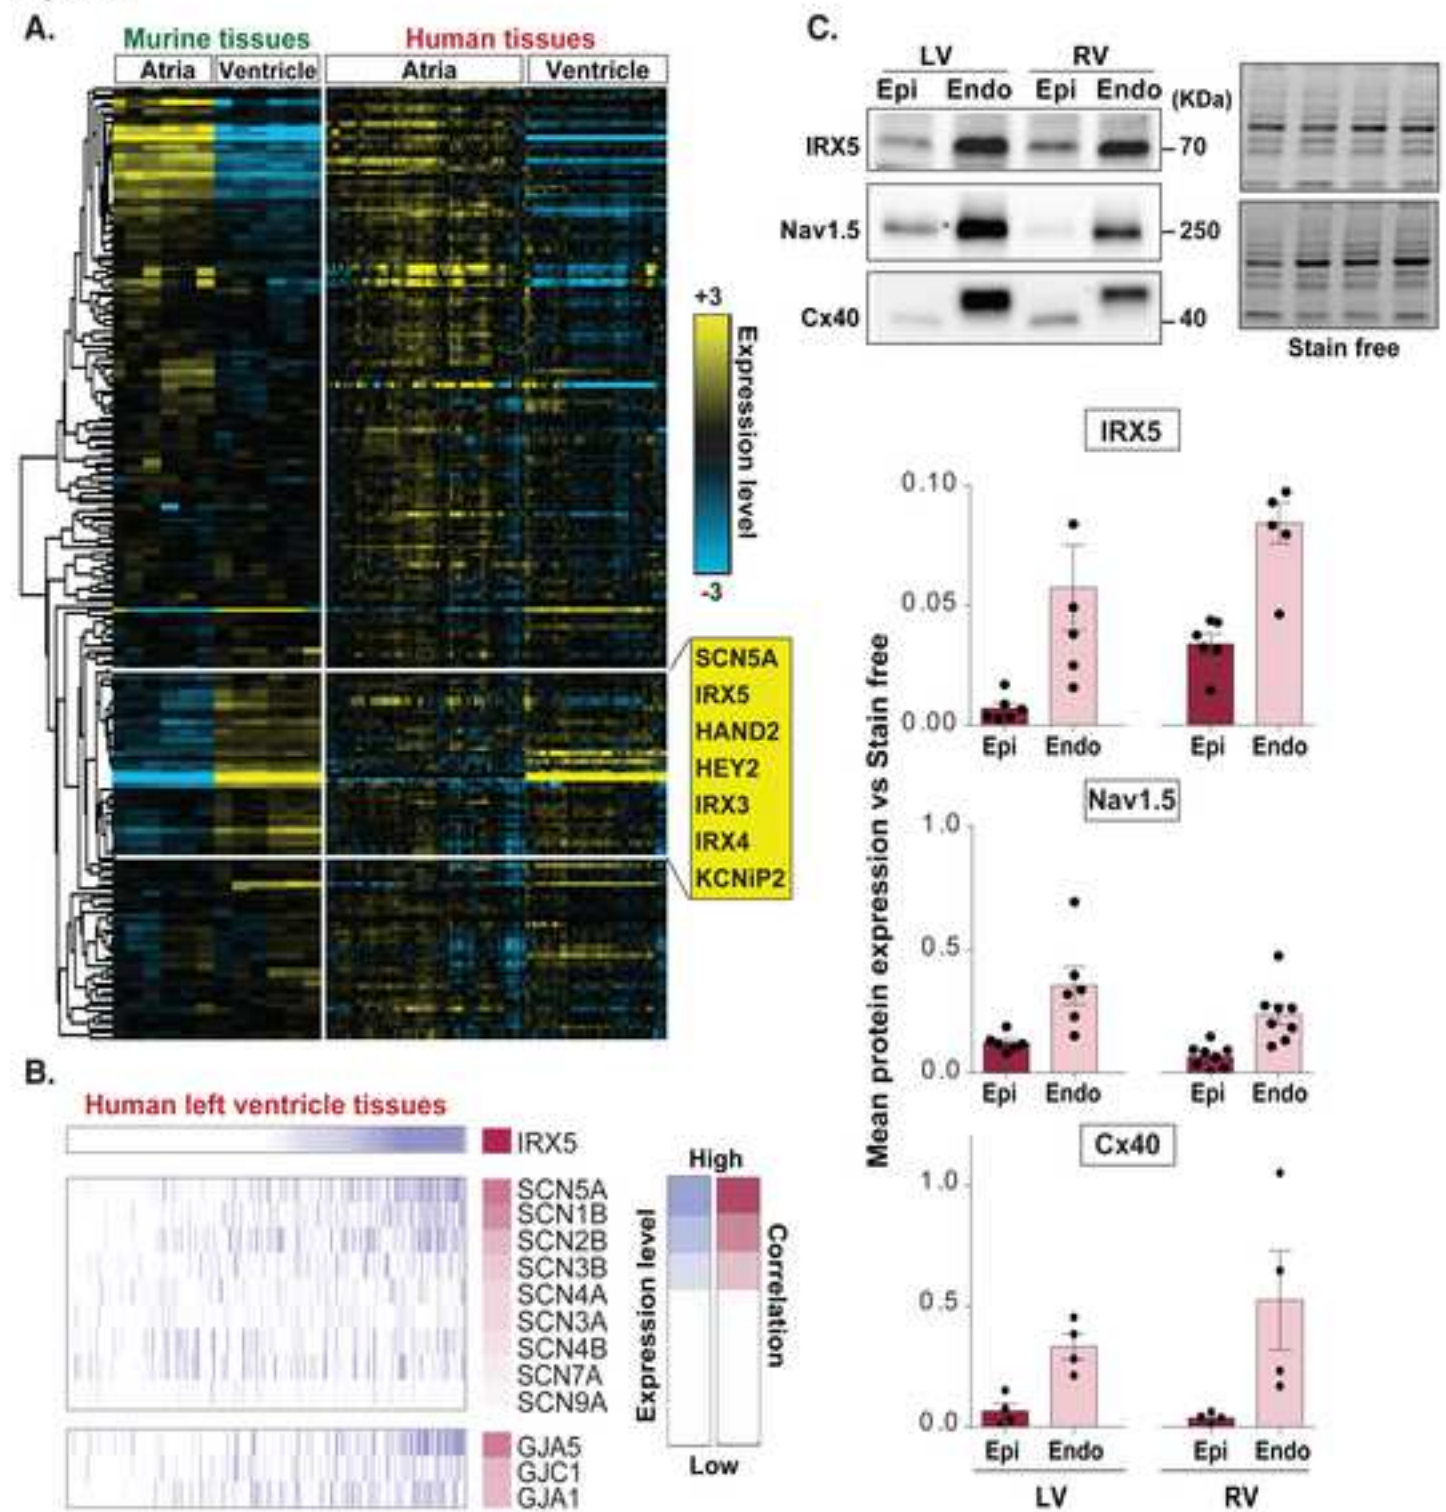 A.
Murine tissues
Human tissues
Atria
Ventricle
Atria
Ventricle
+3
Expression level
-3
SCN5A
IRX5
HAND2
HEY2
IRX3
IRX4
KCNiP2
B.
Human left ventricle tissues
IRX5
SCN5A
SCN1B
SCN2B
SCN3B
SCN4A
SCN3A
SCN4B
SCN7A
SCN9A
GJA5
GJC1
GJA1
High
Expression level
Correlation
Low
C.
LV RV
Epi Endo Epi Endo (KDa)
IRX5 70
Nav1.5 250
Cx40 40
Stain free
Mean protein expression vs Stain free
IRX5
0.10
0.05
0.00
Epi Endo Epi Endo
Nav1.5
1.0
0.5
0.0
Epi Endo Epi Endo
Cx40
1.0
0.5
0.0
Epi Endo Epi Endo
LV RV